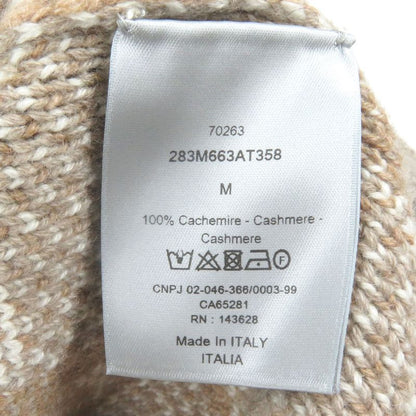 70263
283M663AT358
M
100% Cachemire - Cashmere -
Cashmere
CNPJ 02-046-366/0003-99
CA65281
RN : 143628
Made In ITALY
ITALIA